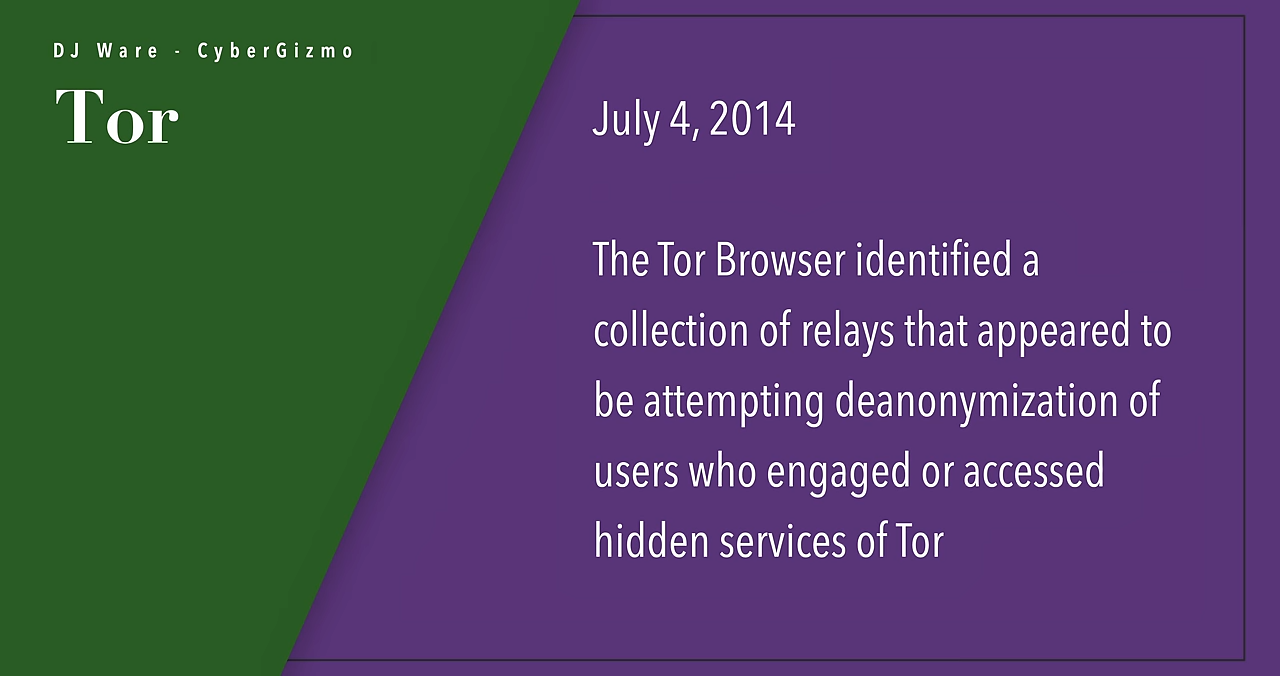 DJ Ware - CyberGizmo
Tor
July 4, 2014
The Tor Browser identified a
collection of relays that appeared to
be attempting deanonymization of
users who engaged or accessed
hidden services of Tor